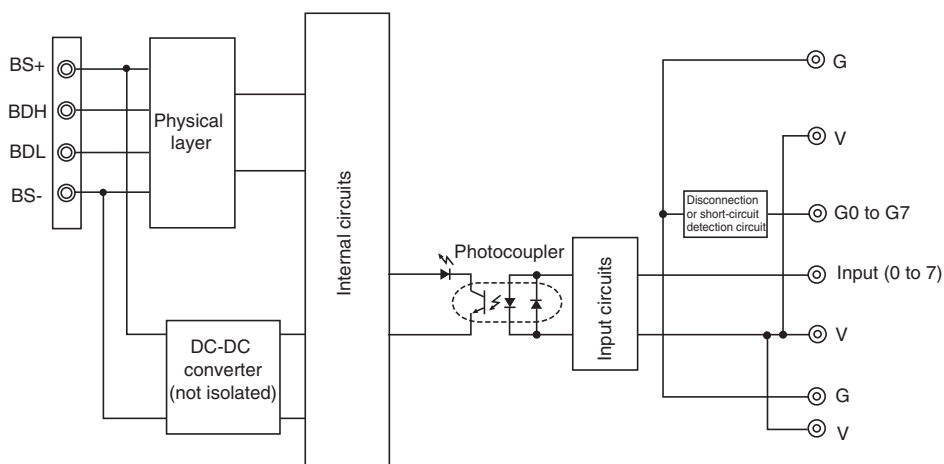 BS+
BDH
BDL
BS-
Physical
layer
DC-DC
converter
(not isolated)
Internal circuits
Photocoupler
Input circuits
Disconnection
or short-circuit
detection circuit
G
V
G0 to G7
Input (0 to 7)
V
G
V